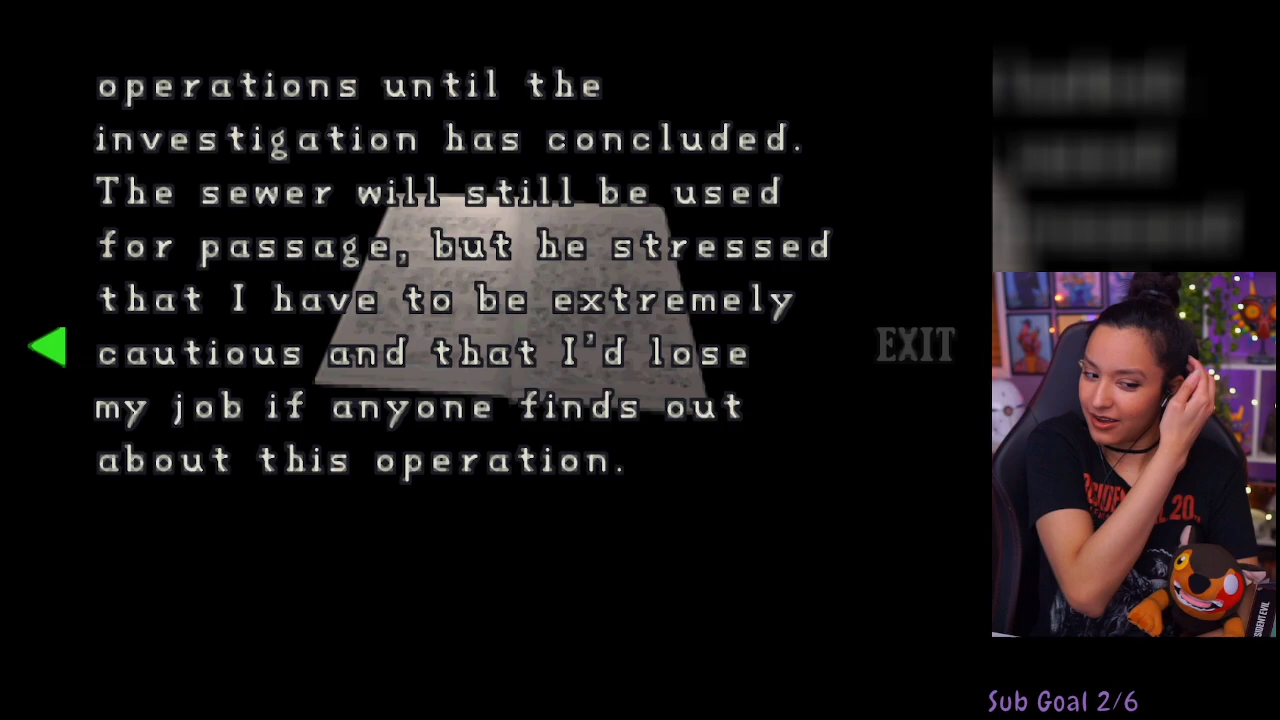 operations until the
investigation has concluded.
The sewer will still be used
for passage, but he stressed
that I have to be extremely
cautious and that I'd lose
my job if anyone finds out
about this operation.
EXIT
20
Sub Goal 2/6